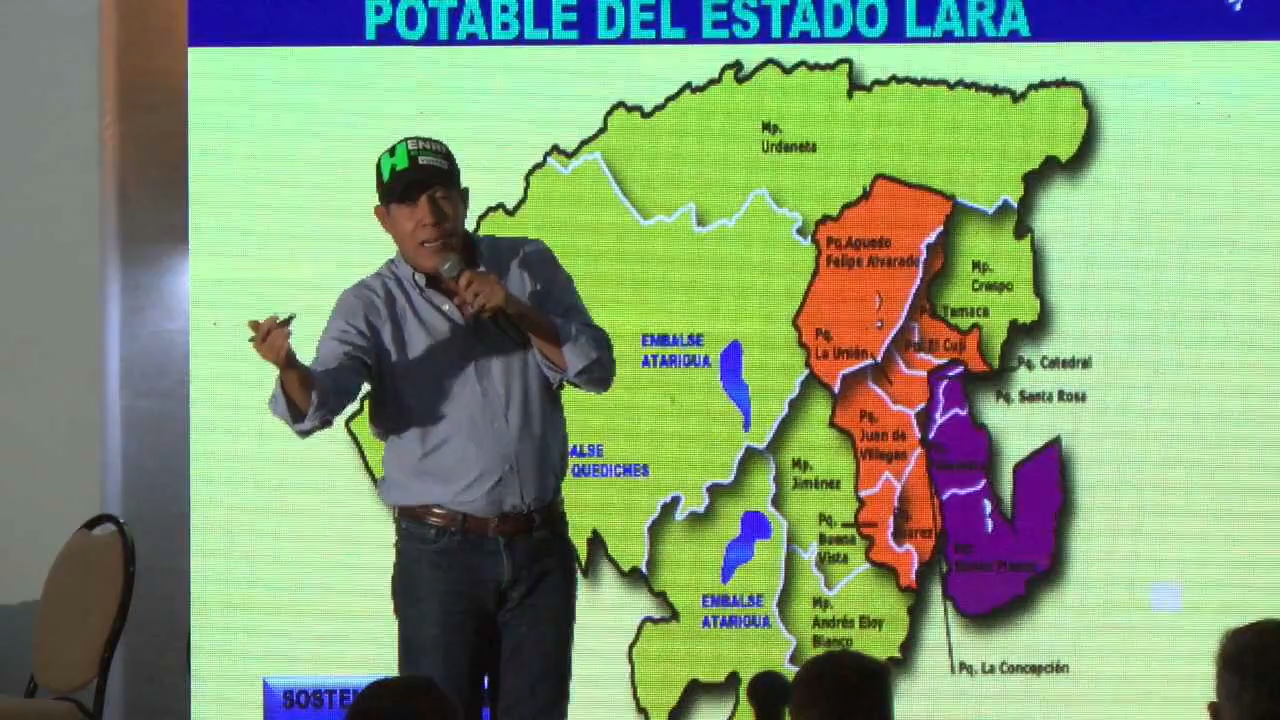 POTABLE DEL ESTADO LARA
HENRI
Mp.
Urdaneta
Pq. Aguedo
Felipe Alvarado
Mp.
Crespo
Pq. Tamaca
Pq.
La Unión
Pq. El Cují
Pq. Catedral
Pq. Santa Rosa
EMBALSE
ATARIGUA
Pq.
Juan de
Villegas
ALSE
QUEDICHES
Mp.
Jiménez
Pq.
Buena
Vista
EMBALSE
ATARIGUA
Mp.
Andrés Eloy
Blanco
Pq. La Concepción
SOSTE